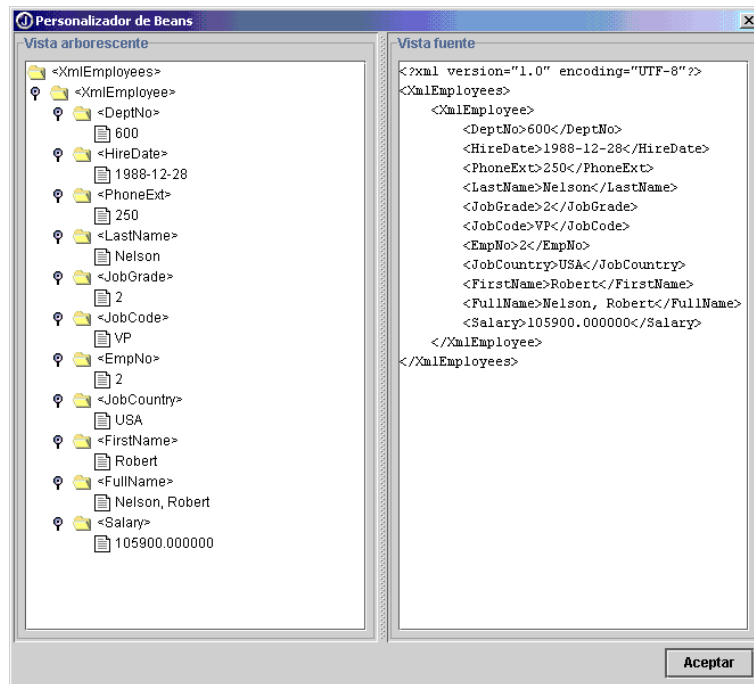 Personalizador de Beans
Vista arborescente
<XmlEmployees>
<XmlEmployee>
<DeptNo>
600
<HireDate>
1988-12-28
<PhoneExt>
250
<LastName>
Nelson
<JobGrade>
2
<JobCode>
VP
<EmpNo>
2
<JobCountry>
USA
<FirstName>
Robert
<FullName>
Nelson, Robert
<Salary>
105900.000000
Vista fuente
<?xml version="1.0" encoding="UTF-8"?>
<XmlEmployees>
<XmlEmployee>
<DeptNo>600</DeptNo>
<HireDate>1988-12-28</HireDate>
<PhoneExt>250</PhoneExt>
<LastName>Nelson</LastName>
<JobGrade>2</JobGrade>
<JobCode>VP</JobCode>
<EmpNo>2</EmpNo>
<JobCountry>USA</JobCountry>
<FirstName>Robert</FirstName>
<FullName>Nelson, Robert</FullName>
<Salary>105900.000000</Salary>
</XmlEmployee>
</XmlEmployees>
Aceptar